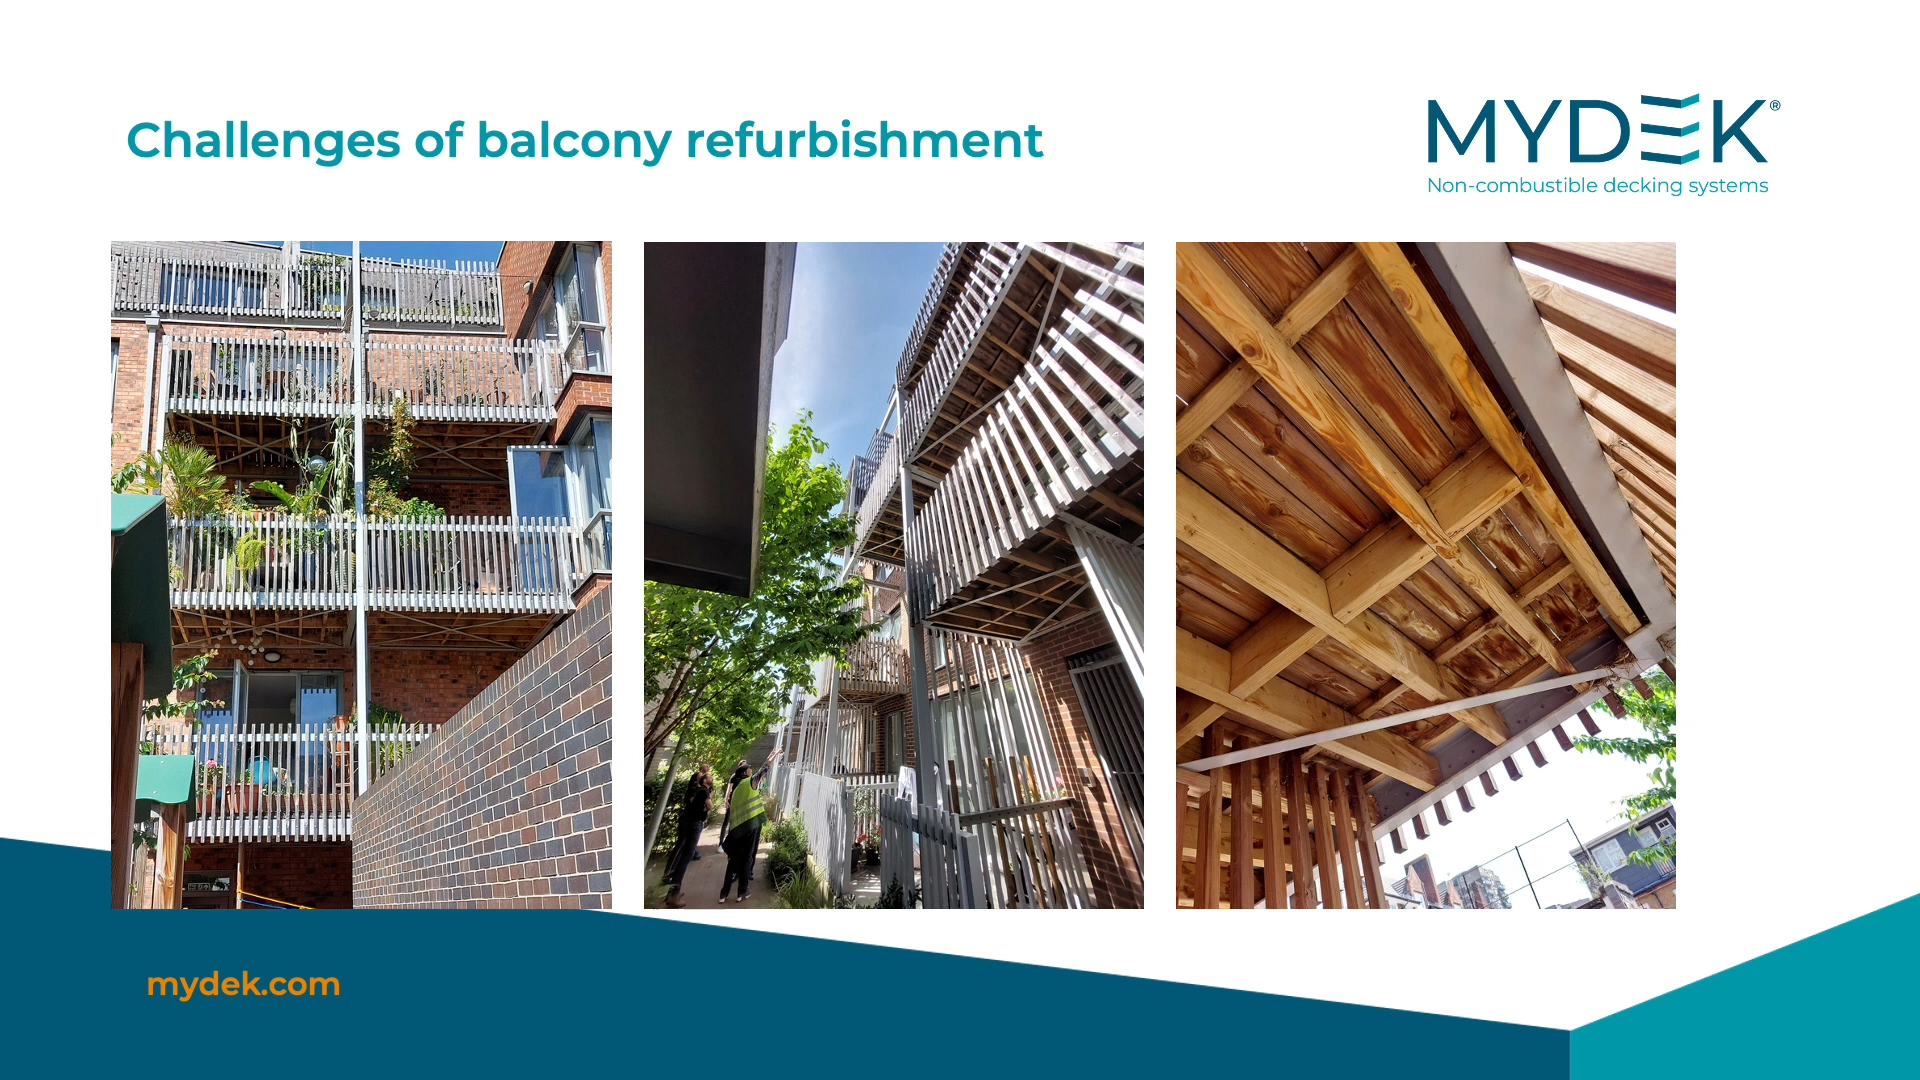 Challenges of balcony refurbishment
MYDEK®
Non-combustible decking systems
mydek.com